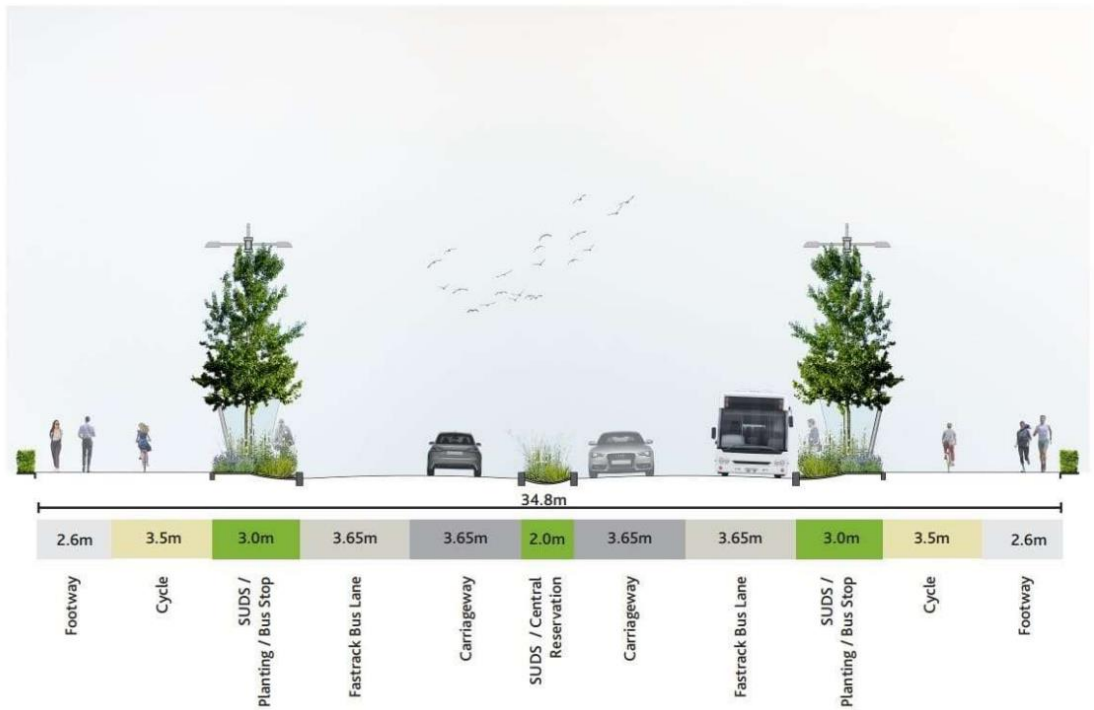 34.8m
2.6m
3.5m
3.0m
3.65m
3.65m
2.0m
3.65m
3.65m
3.0m
3.5m
2.6m
Footway
Cycle
SUDS /
Planting / Bus Stop
Fastrack Bus Lane
Carriageway
SUDS / Central
Reservation
Carriageway
Fastrack Bus Lane
SUDS /
Planting / Bus Stop
Cycle
Footway